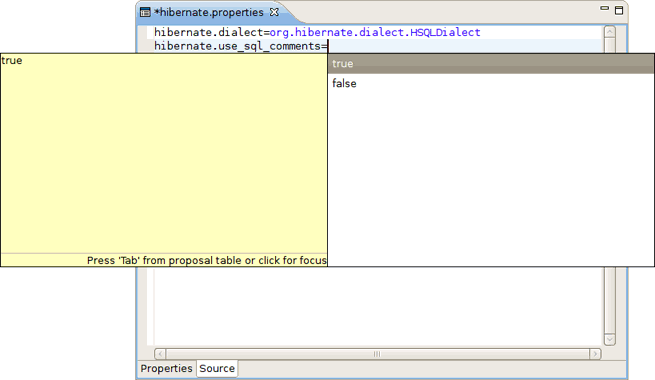 *hibernate.properties
hibernate.dialect=org.hibernate.dialect.HSQLDialect
hibernate.use_sql_comments=
true
true
false
Press 'Tab' from proposal table or click for focus
Properties
Source